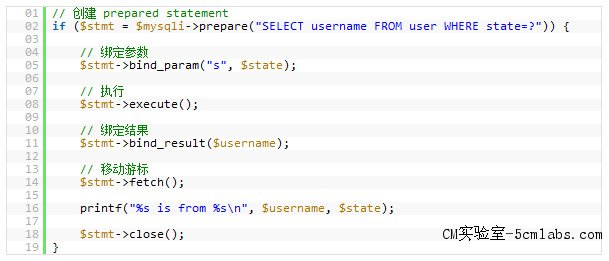 01 // 创建 prepared statement
02 if ($stmt = $mysqli->prepare("SELECT username FROM user WHERE state=?")) {
03
04 // 绑定参数
05 $stmt->bind_param("s", $state);
06
07 // 执行
08 $stmt->execute();
09
10 // 绑定结果
11 $stmt->bind_result($username);
12
13 // 移动游标
14 $stmt->fetch();
15
16 printf("%s is from %s\n", $username, $state);
17
18 $stmt->close();
CM实验室-5cmlabs.com
19 }